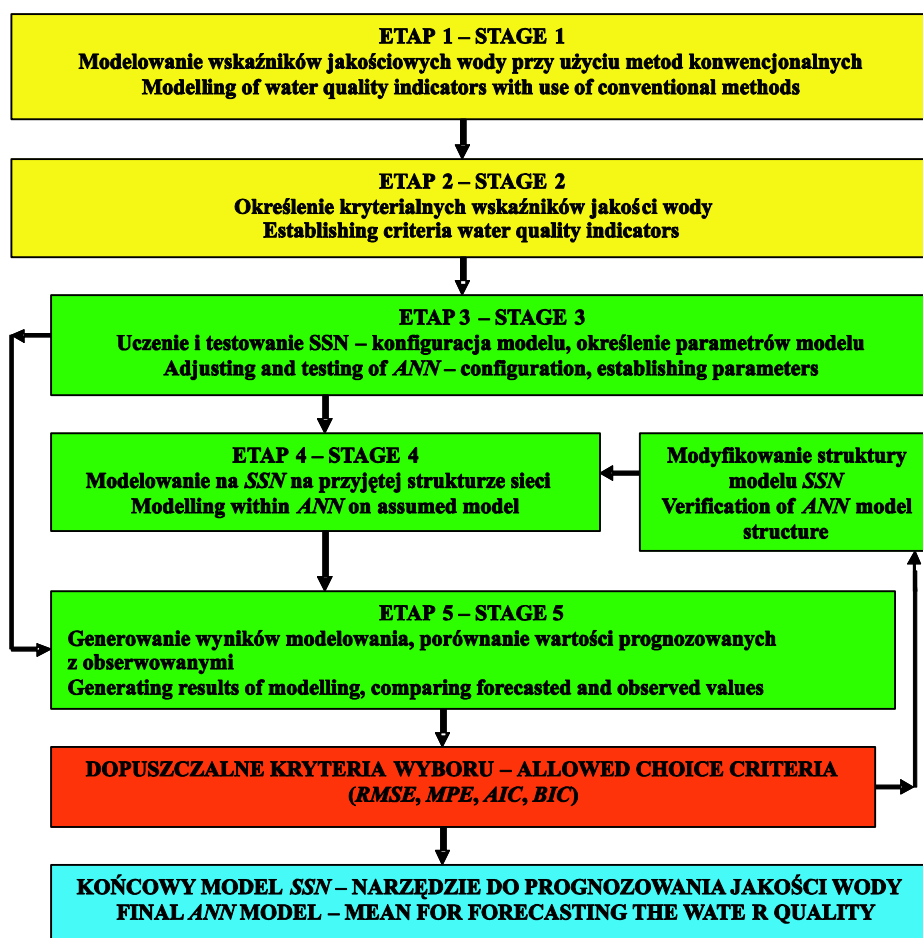 ETAP 1 – STAGE 1
Modelowanie wskaźników jakościowych wody przy użyciu metod konwencjonalnych
Modelling of water quality indicators with use of conventional methods
ETAP 2 – STAGE 2
Określenie kryterialnych wskaźników jakości wody
Establishing criteria water quality indicators
ETAP 3 – STAGE 3
Uczenie i testowanie SSN – konfiguracja modelu, określenie parametrów modelu
Adjusting and testing of ANN – configuration, establishing parameters
ETAP 4 – STAGE 4
Modelowanie na SSN na przyjętej strukturze sieci
Modelling within ANN on assumed model
Modyfikowanie struktury
modelu SSN
Verification of ANN model
structure
ETAP 5 – STAGE 5
Generowanie wyników modelowania, porównanie wartości prognozowanych
z obserwowanymi
Generating results of modelling, comparing forecasted and observed values
DOPUSZCZALNE KRYTERIA WYBORU – ALLOWED CHOICE CRITERIA
(RMSE, MPE, AIC, BIC)
KOŃCOWY MODEL SSN – NARZĘDZIE DO PROGNOZOWANIA JAKOŚCI WODY
FINAL ANN MODEL – MEAN FOR FORECASTING THE WATE R QUALITY